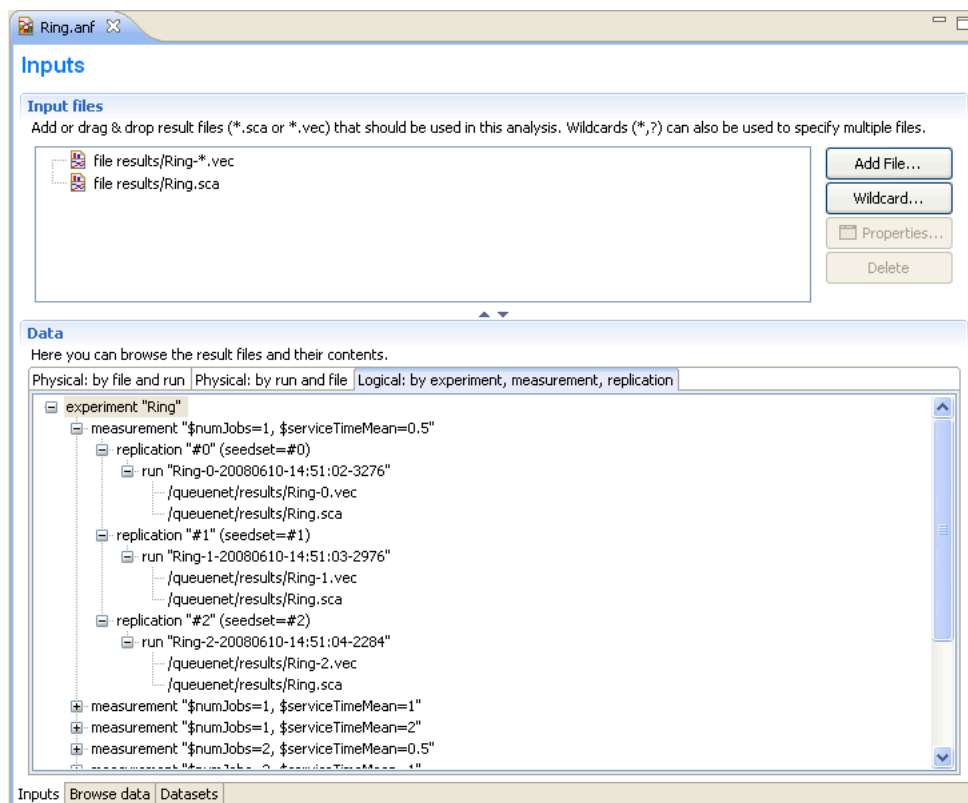 Ring.anf
Inputs
Input files
Add or drag & drop result files (*.sca or *.vec) that should be used in this analysis. Wildcards (*,?) can also be used to specify multiple files.
file results/Ring-*.vec
file results/Ring.sca
Add File...
Wildcard...
Properties...
Delete
Data
Here you can browse the result files and their contents.
Physical: by file and run Physical: by run and file Logical: by experiment, measurement, replication
experiment "Ring"
measurement "$numJobs=1, $serviceTimeMean=0.5"
replication "#0" (seedset=#0)
run "Ring-0-20080610-14:51:02-3276"
/queuenet/results/Ring-0.vec
/queuenet/results/Ring.sca
replication "#1" (seedset=#1)
run "Ring-1-20080610-14:51:03-2976"
/queuenet/results/Ring-1.vec
/queuenet/results/Ring.sca
replication "#2" (seedset=#2)
run "Ring-2-20080610-14:51:04-2284"
/queuenet/results/Ring-2.vec
/queuenet/results/Ring.sca
measurement "$numJobs=1, $serviceTimeMean=1"
measurement "$numJobs=1, $serviceTimeMean=2"
measurement "$numJobs=2, $serviceTimeMean=0.5"
measurement "$numJobs=2, $serviceTimeMean=1"
Inputs Browse data Datasets